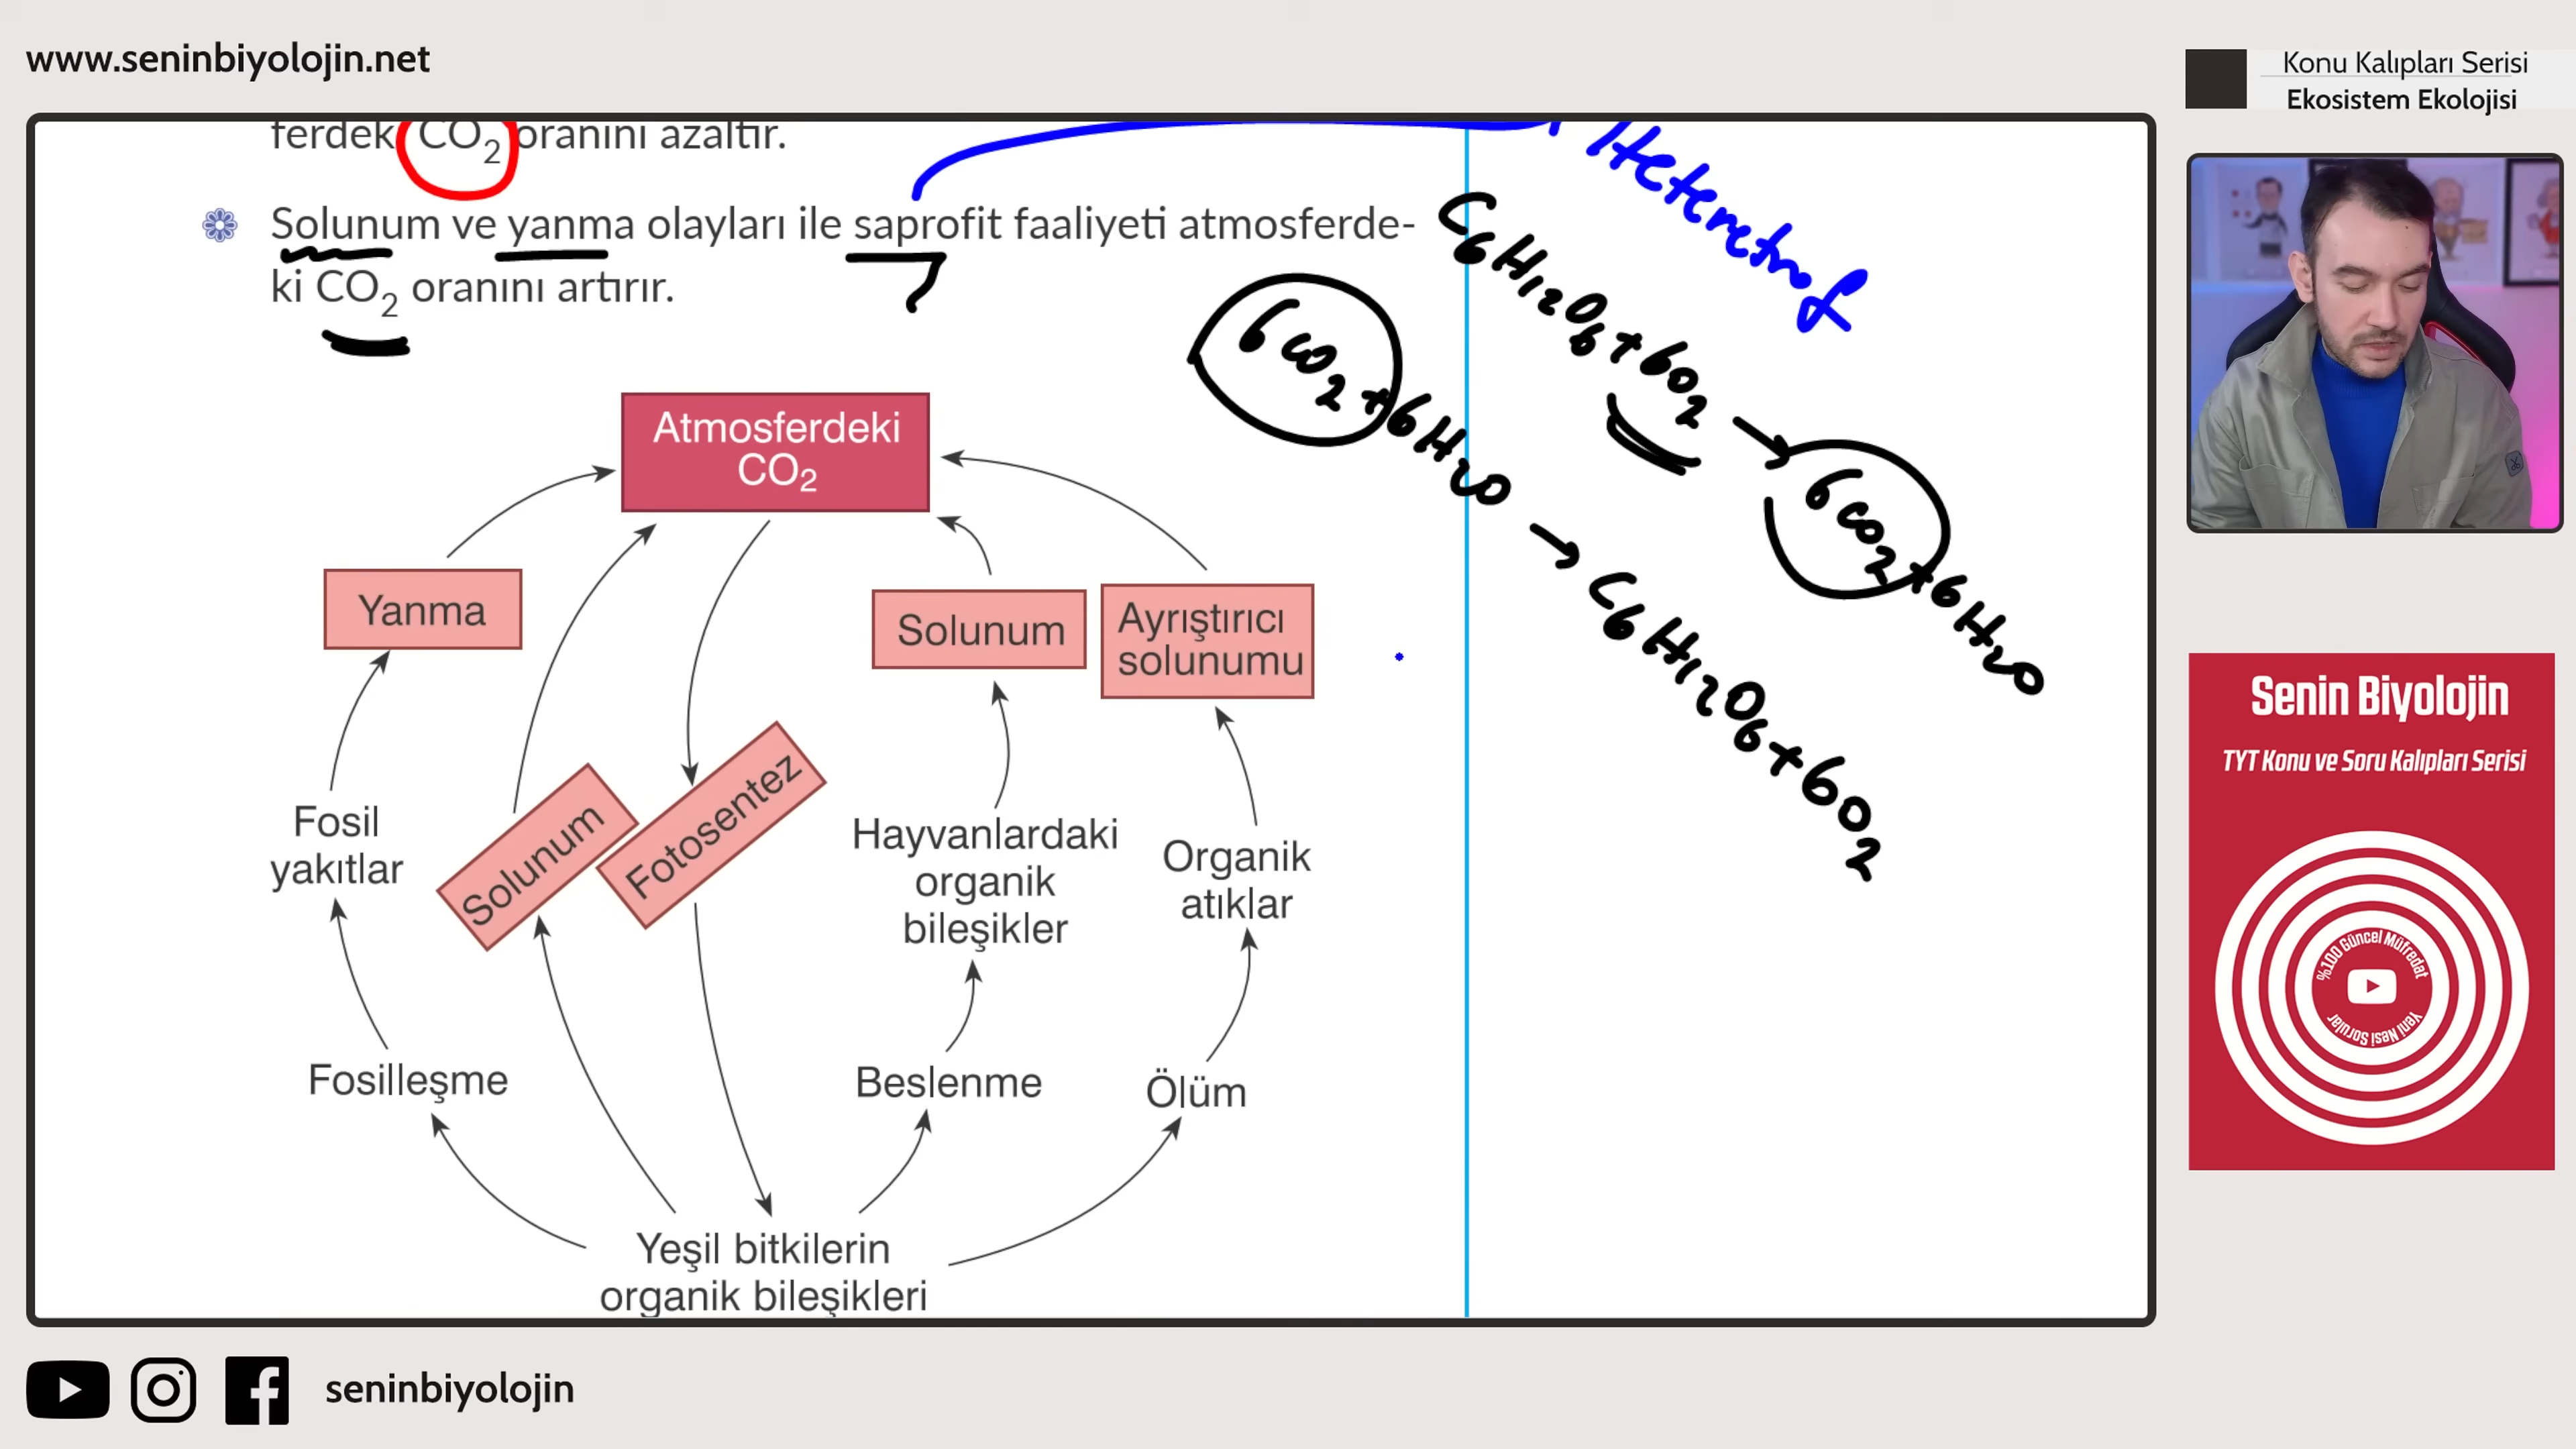 www.seninbiyolojin.net
Konu Kalıpları Serisi
Ekosistem Ekolojisi
ferdek CO₂ oranını azaltır.
Heteretrof
Solunum ve yanma olayları ile saprofit faaliyeti atmosferde-
ki CO₂ oranını artırır.
C₆H₁₂O₆+6O₂ → 6CO₂+6H₂O
6CO₂+6H₂O → C₆H₁₂O₆+6O₂
Atmosferdeki
CO₂
Yanma
Solunum
Ayrıştırıcı
solunumu
Solunum
Fotosentez
Fosil
yakıtlar
Hayvanlardaki
organik
bileşikler
Organik
atıklar
Fosilleşme
Beslenme
Ölüm
Yeşil bitkilerin
organik bileşikleri
Senin Biyolojin
TYT Konu ve Soru Kalıpları Serisi
%100 Güncel Müfredat
Yeni Nesi Sorular
seninbiyolojin